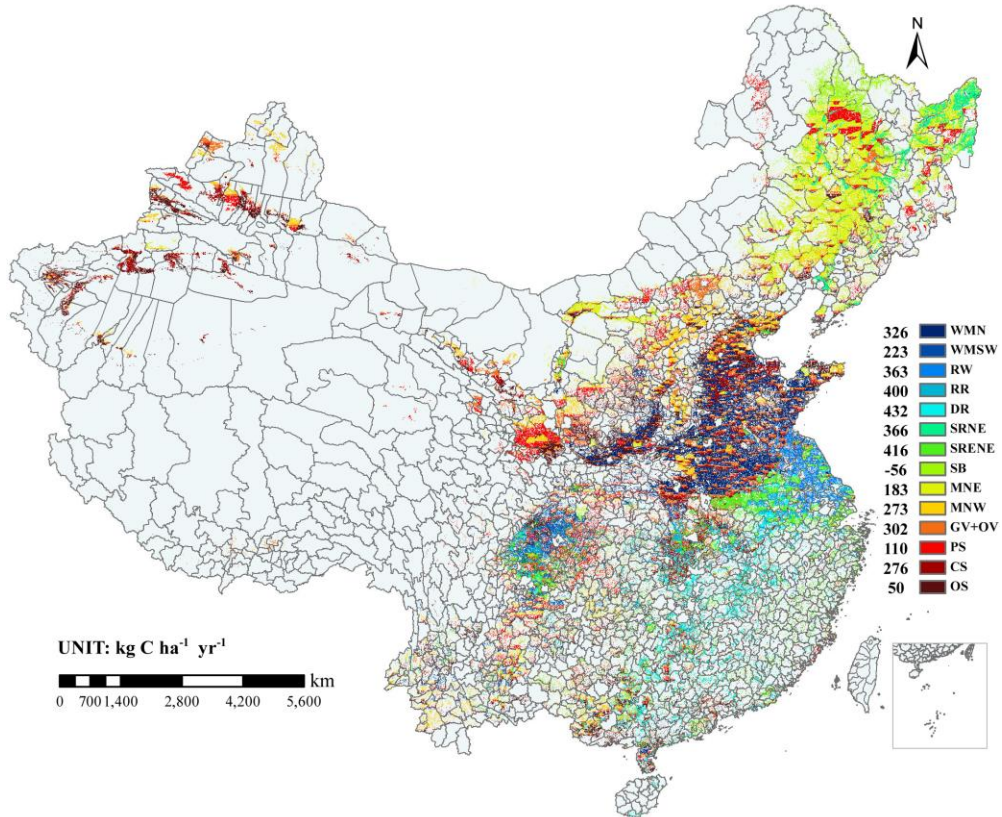 N
326 WMN
223 WMSW
363 RW
400 RR
432 DR
366 SRNE
416 SRENE
-56 SB
183 MNE
273 MNW
302 GV+OV
110 PS
276 CS
50 OS
UNIT: kg C ha⁻¹ yr⁻¹
km
0 700 1,400 2,800 4,200 5,600